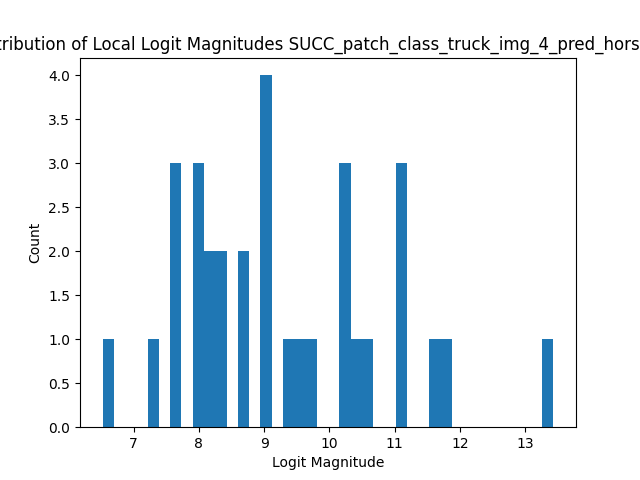 tribution of Local Logit Magnitudes SUCC_patch_class_truck_img_4_pred_hors
4.0
3.5
3.0
2.5
2.0
1.5
1.0
0.5
0.0
Count
7 8 9 10 11 12 13
Logit Magnitude